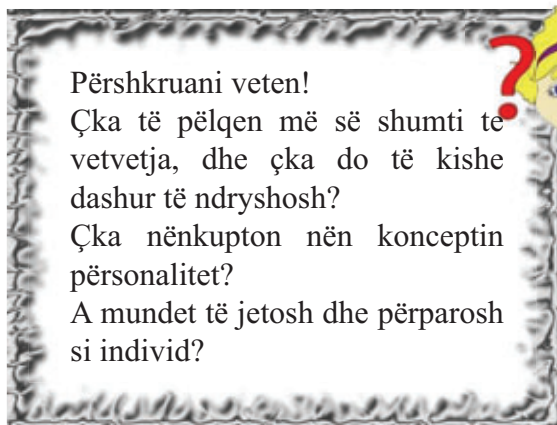 Përshkruani veten!
Çka të pëlqen më së shumti te
vetvetja, dhe çka do të kishe
dashur të ndryshosh?
Çka nënkupton nën konceptin
përsonalitet?
A mundet të jetosh dhe përparosh
si individ?
?